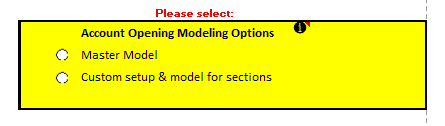 Please select:
Account Opening Modeling Options
Master Model
Custom setup & model for sections